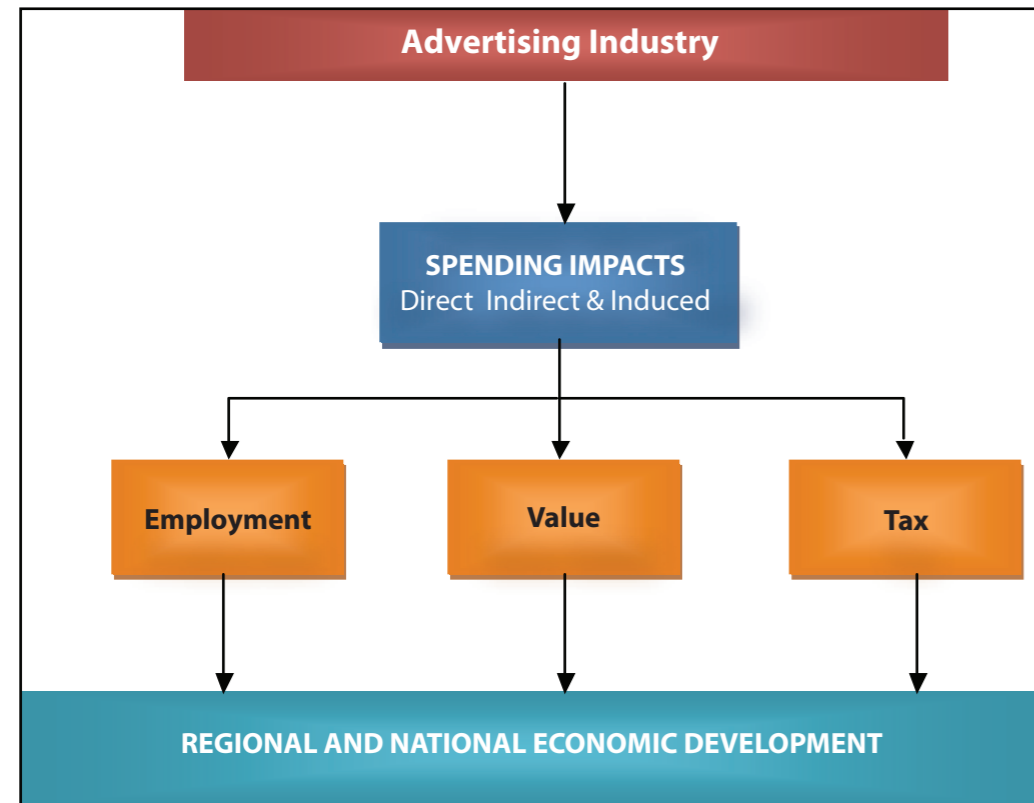 Advertising Industry
SPENDING IMPACTS
Direct Indirect & Induced
Employment
Value
Tax
REGIONAL AND NATIONAL ECONOMIC DEVELOPMENT